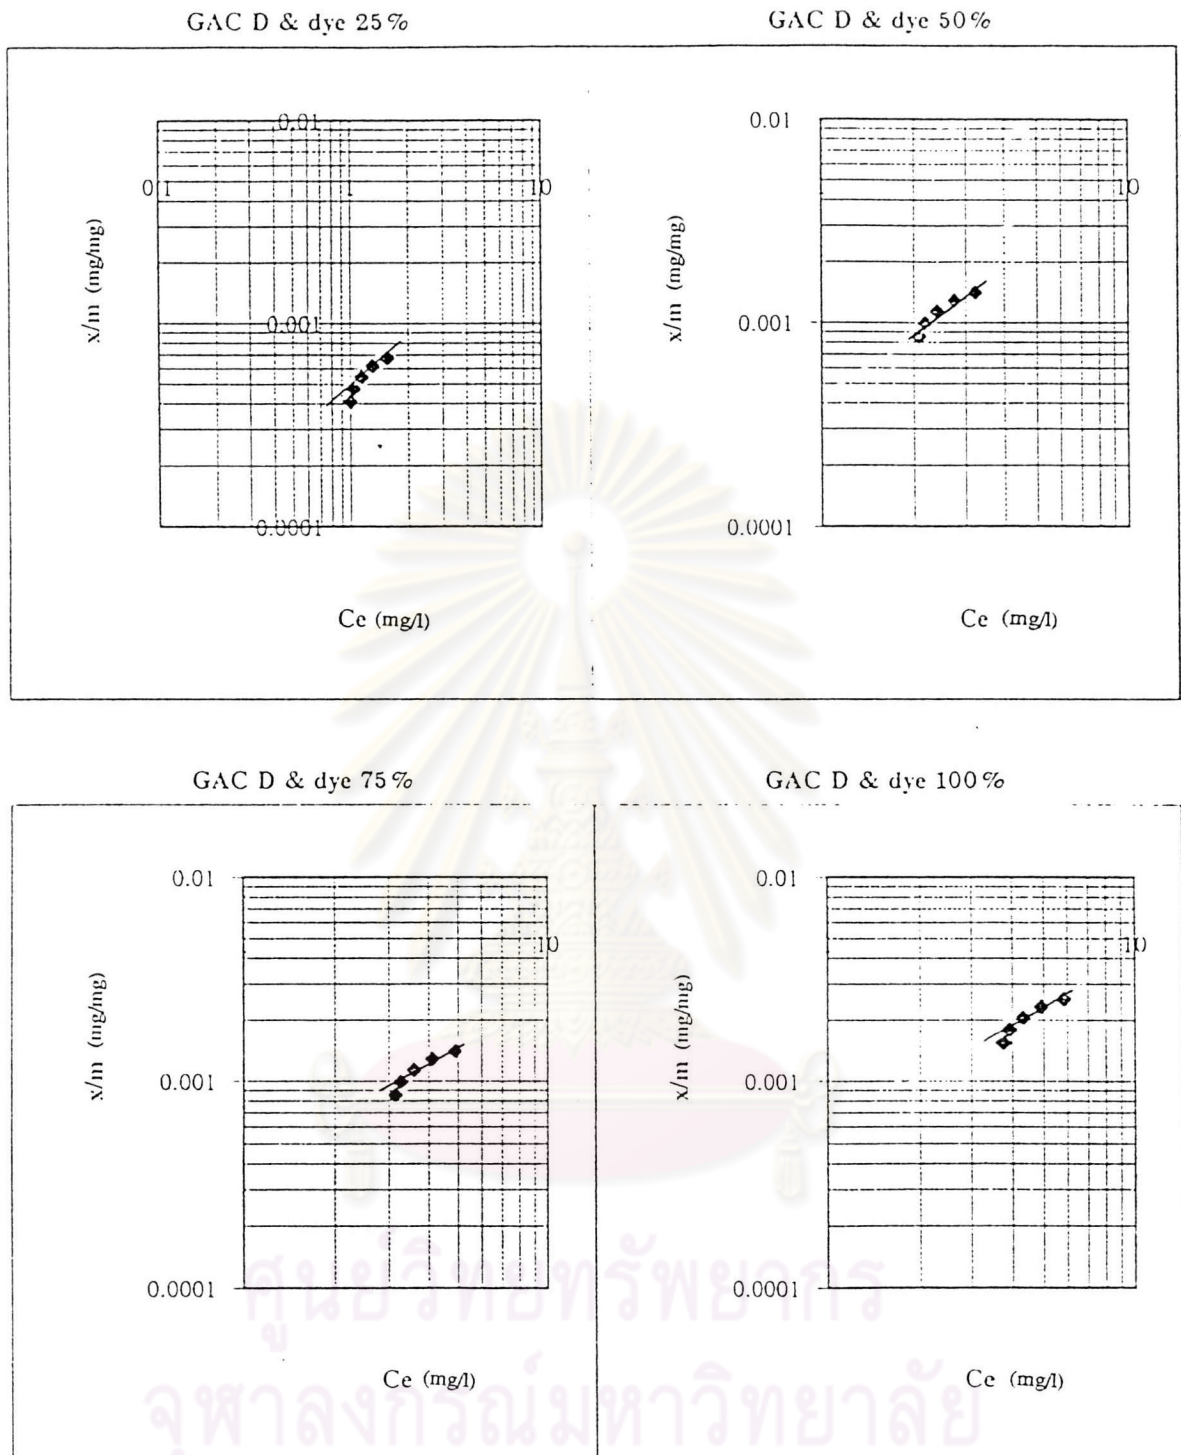 GAC D & dye 25%
GAC D & dye 50%
0.01
0.1
1
10
0.001
0.0001
x/m (mg/mg)
Ce (mg/l)
0.01
10
0.001
0.0001
x/m (mg/mg)
Ce (mg/l)
GAC D & dye 75%
GAC D & dye 100%
0.01
10
0.001
0.0001
x/m (mg/mg)
Ce (mg/l)
0.01
10
0.001
0.0001
x/m (mg/mg)
Ce (mg/l)
ศูนย์วิทยทรัพยากร
จุฬาลงกรณ์มหาวิทยาลัย